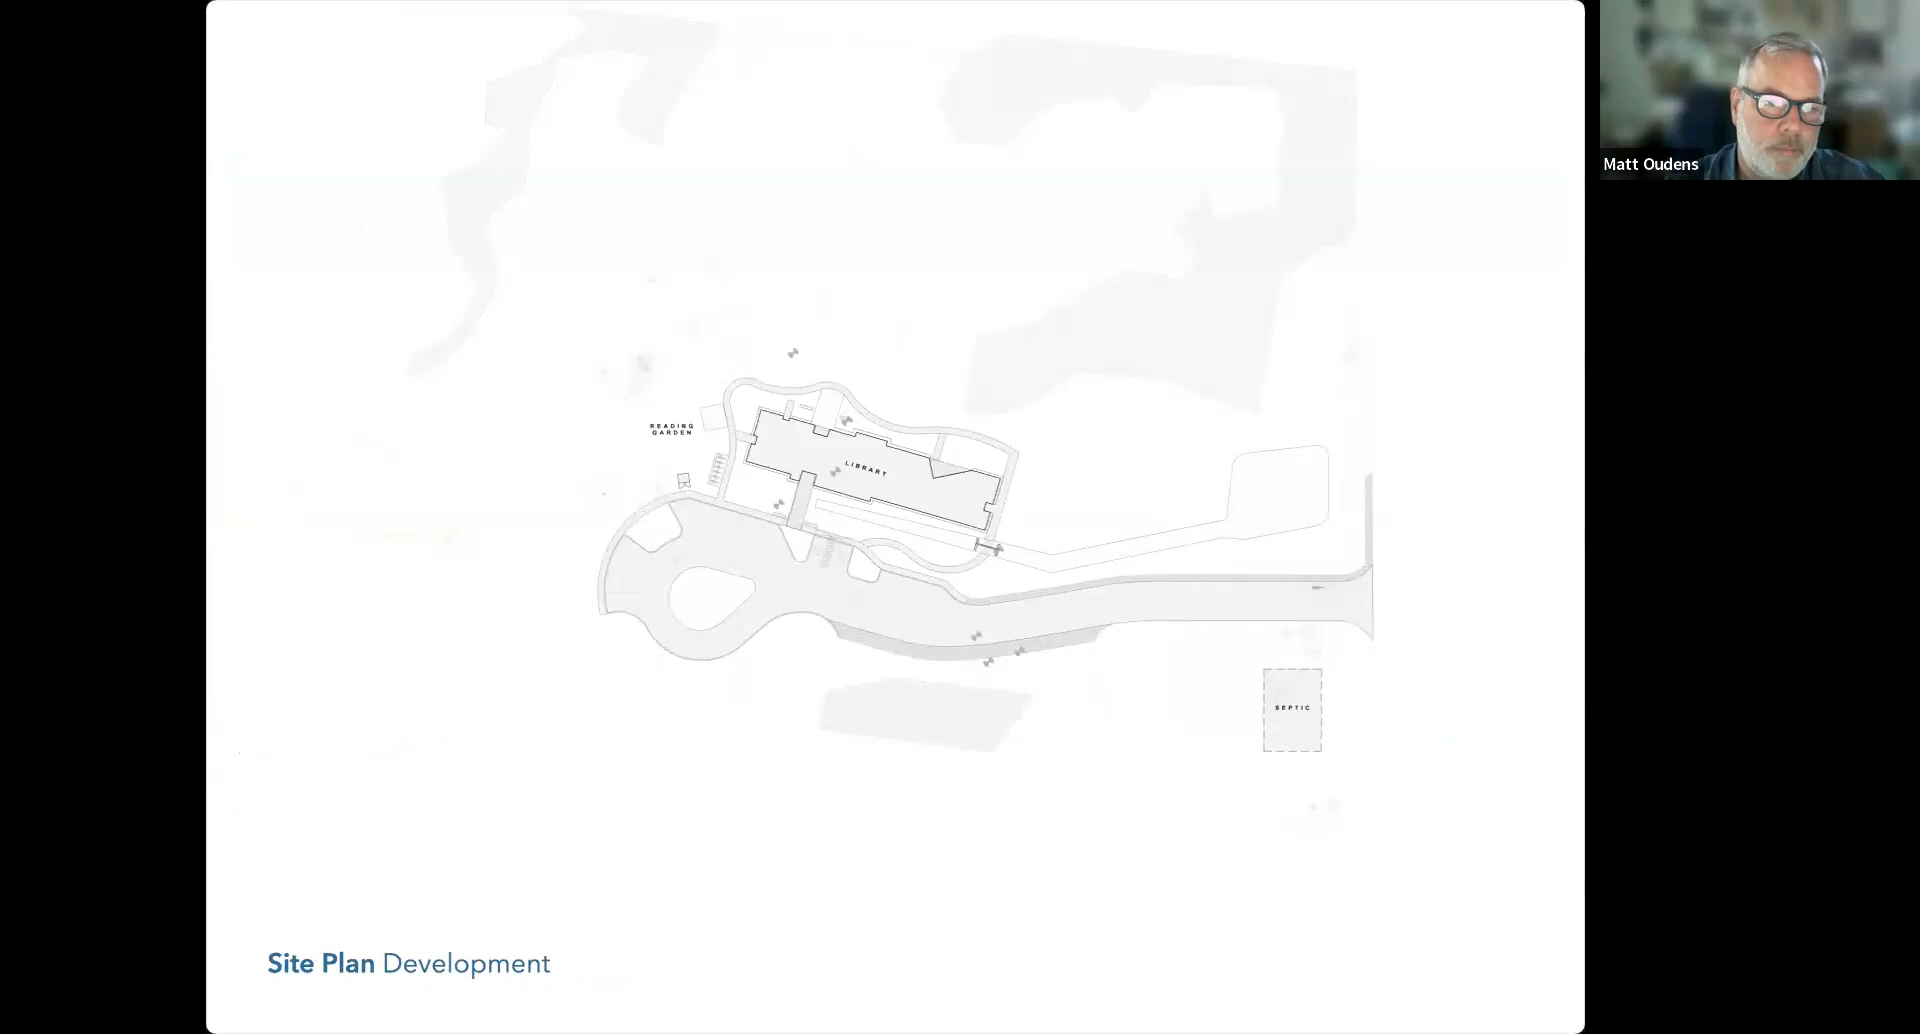 Matt Oudens
READING
GARDEN
LIBRARY
SEPTIC
Site Plan Development